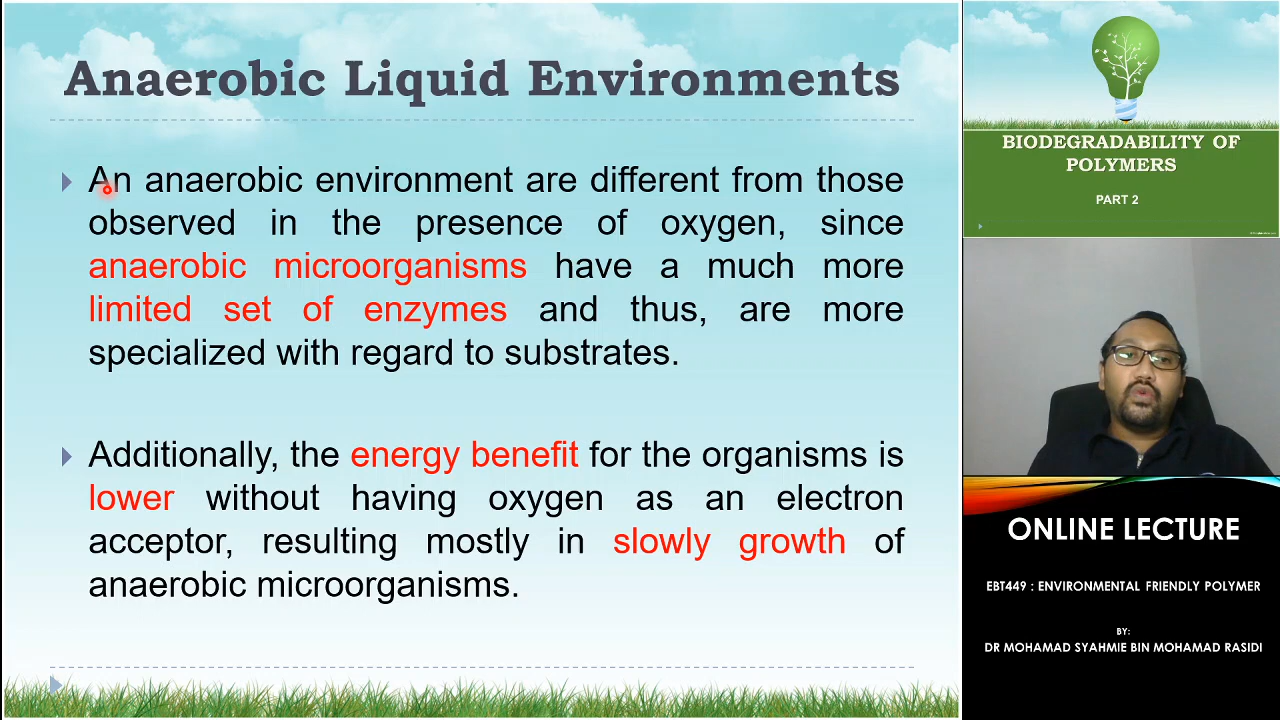 Anaerobic Liquid Environments
An anaerobic environment are different from those
observed in the presence of oxygen, since
anaerobic microorganisms have a much more
limited set of enzymes and thus, are more
specialized with regard to substrates.
Additionally, the energy benefit for the organisms is
lower without having oxygen as an electron
acceptor, resulting mostly in slowly growth of
anaerobic microorganisms.
BIODEGRADABILITY OF
POLYMERS
PART 2
ONLINE LECTURE
EBT449 : ENVIRONMENTAL FRIENDLY POLYMER
BY:
DR MOHAMAD SYAHMIE BIN MOHAMAD RASIDI